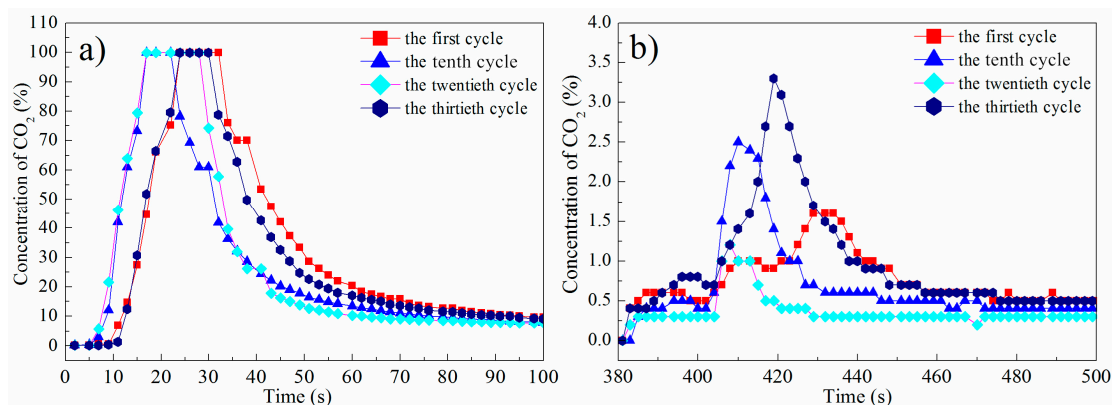 a)
the first cycle
the tenth cycle
the twentieth cycle
the thirtieth cycle
110
100
90
80
70
60
50
40
30
20
10
0
Concentration of CO₂ (%)
0 10 20 30 40 50 60 70 80 90 100
Time (s)
b)
the first cycle
the tenth cycle
the twentieth cycle
the thirtieth cycle
4.0
3.5
3.0
2.5
2.0
1.5
1.0
0.5
0.0
Concentration of CO₂ (%)
381 400 420 440 460 480 500
Time (s)